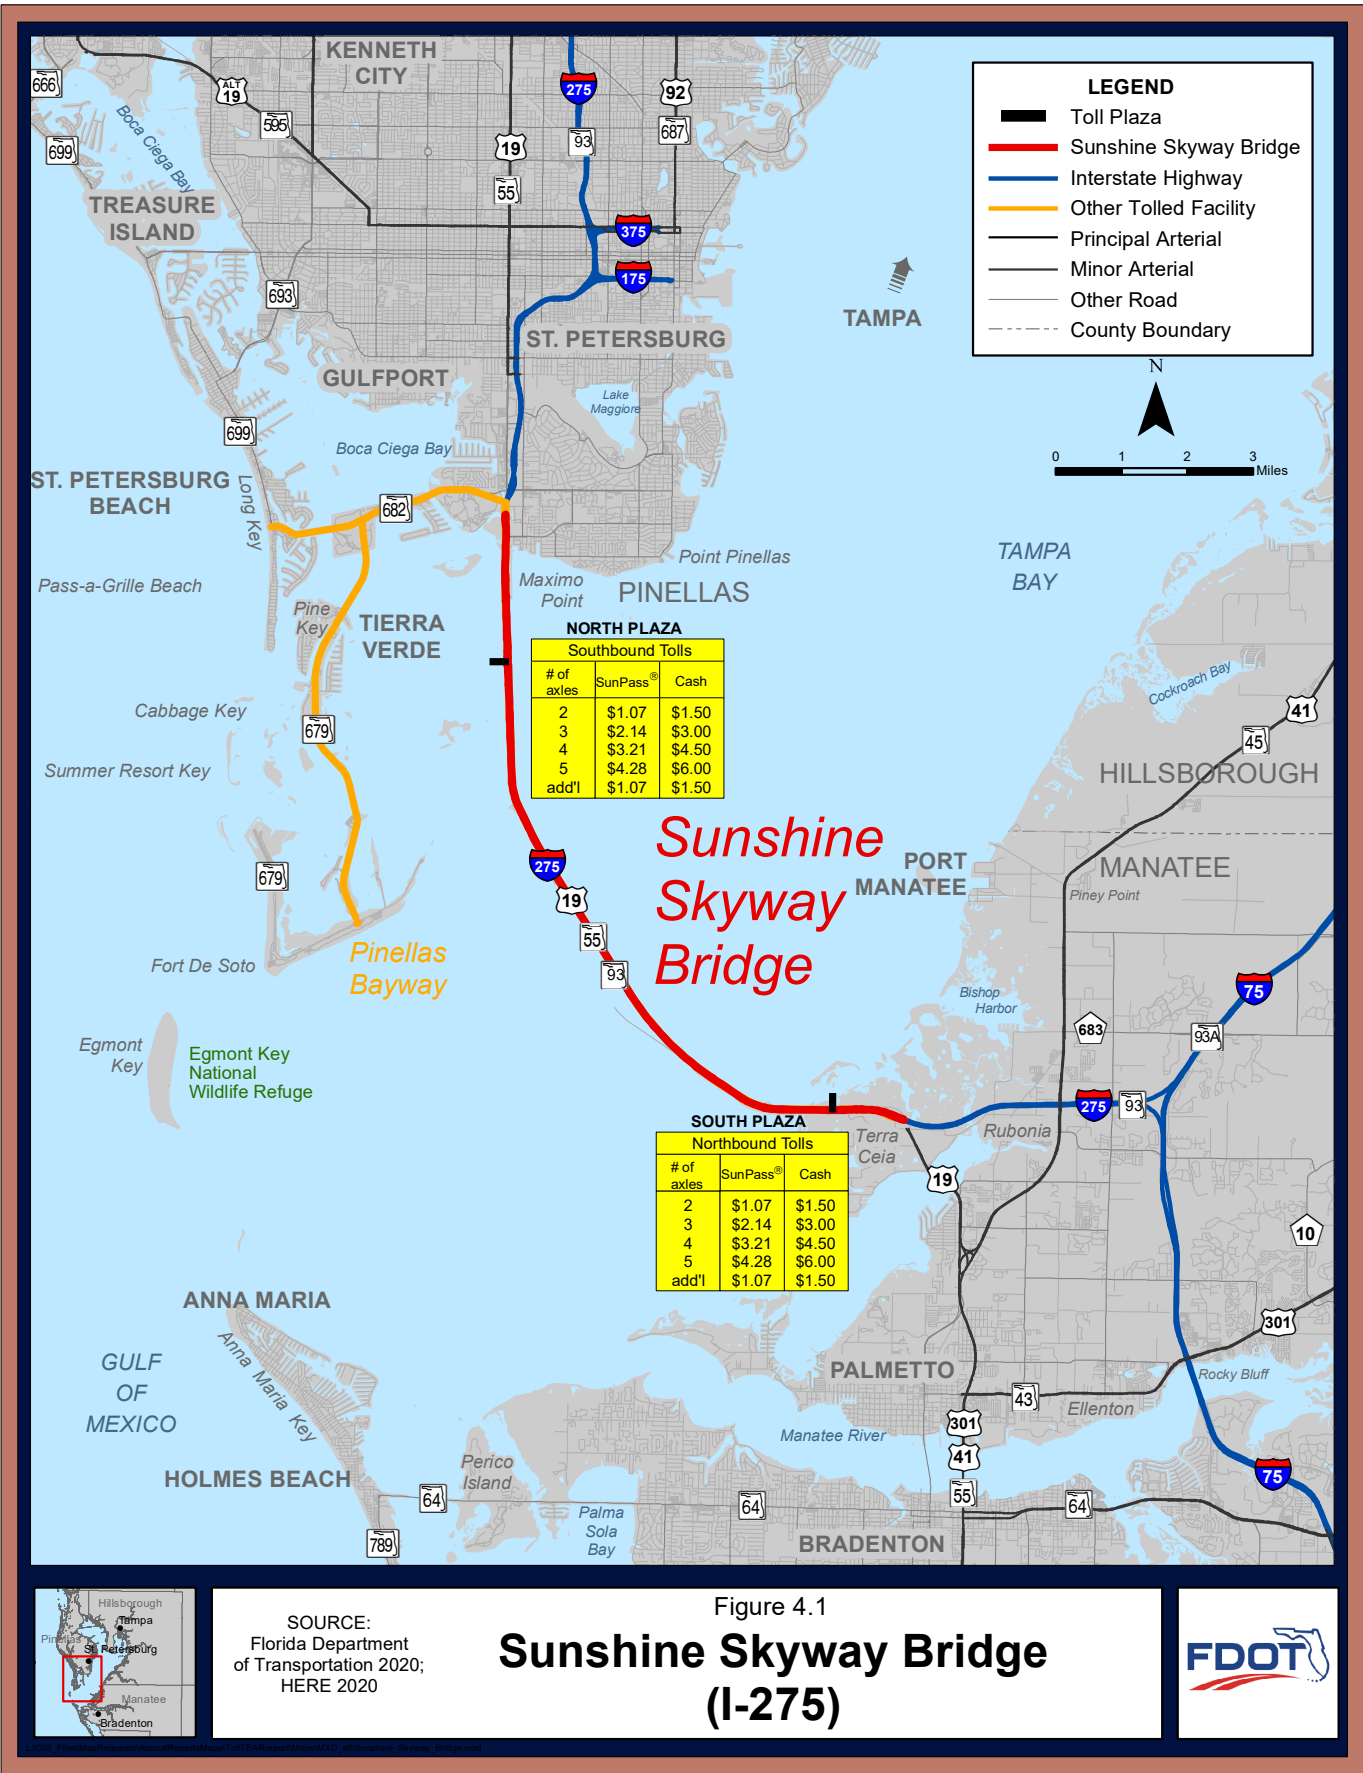 KENNETH
CITY
666
ALT
19
595
275
92
93
687
699
Boca Ciega Bay
19
55
TREASURE
ISLAND
375
175
693
TAMPA
ST. PETERSBURG
GULFPORT
Lake
Maggiore
699
Boca Ciega Bay
ST. PETERSBURG
BEACH
Long Key
682
LEGEND
Toll Plaza
Sunshine Skyway Bridge
Interstate Highway
Other Tolled Facility
Principal Arterial
Minor Arterial
Other Road
County Boundary
N
0 1 2 3
Miles
TAMPA
BAY
Point Pinellas
Pass-a-Grille Beach
Maximo
Point
PINELLAS
Pine
Key
TIERRA
VERDE
NORTH PLAZA
Southbound Tolls
# of
axles
SunPass® Cash
2 $1.07 $1.50
3 $2.14 $3.00
4 $3.21 $4.50
5 $4.28 $6.00
add'l $1.07 $1.50
Cockroach Bay
41
45
Cabbage Key
679
Summer Resort Key
HILLSBOROUGH
Sunshine
Skyway
Bridge
PORT
MANATEE
MANATEE
Piney Point
275
19
55
93
679
Pinellas
Bayway
Fort De Soto
75
Bishop
Harbor
683
93A
Egmont
Key
Egmont Key
National
Wildlife Refuge
275
93
SOUTH PLAZA
Northbound Tolls
# of
axles
SunPass® Cash
2 $1.07 $1.50
3 $2.14 $3.00
4 $3.21 $4.50
5 $4.28 $6.00
add'l $1.07 $1.50
Terra
Ceia
Rubonia
19
10
ANNA MARIA
Anna Maria Key
301
GULF
OF
MEXICO
PALMETTO
Rocky Bluff
43
Ellenton
301
41
55
Manatee River
75
HOLMES BEACH
Perico
Island
64
64
64
Palma
Sola
Bay
789
BRADENTON
Hillsborough
Tampa
Pinellas
St. Petersburg
Manatee
Bradenton
SOURCE:
Florida Department
of Transportation 2020;
HERE 2020
Figure 4.1
Sunshine Skyway Bridge
(I-275)
FDOT